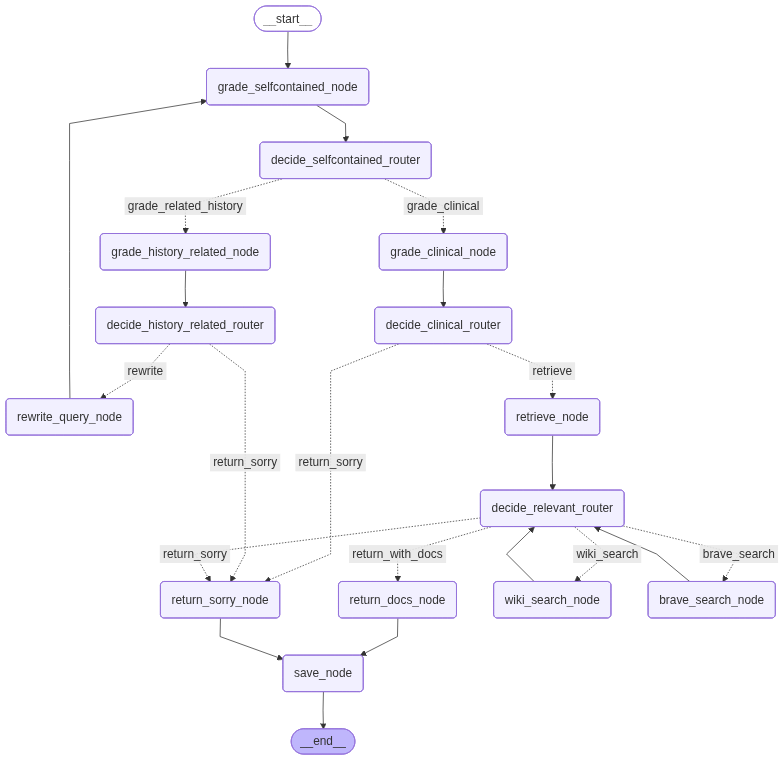 __start__
grade_selfcontained_node
decide_selfcontained_router
grade_related_history
grade_clinical
grade_history_related_node
grade_clinical_node
decide_history_related_router
decide_clinical_router
rewrite
retrieve
rewrite_query_node
retrieve_node
return_sorry
return_sorry
decide_relevant_router
return_sorry
return_with_docs
wiki_search
brave_search
return_sorry_node
return_docs_node
wiki_search_node
brave_search_node
save_node
__end__